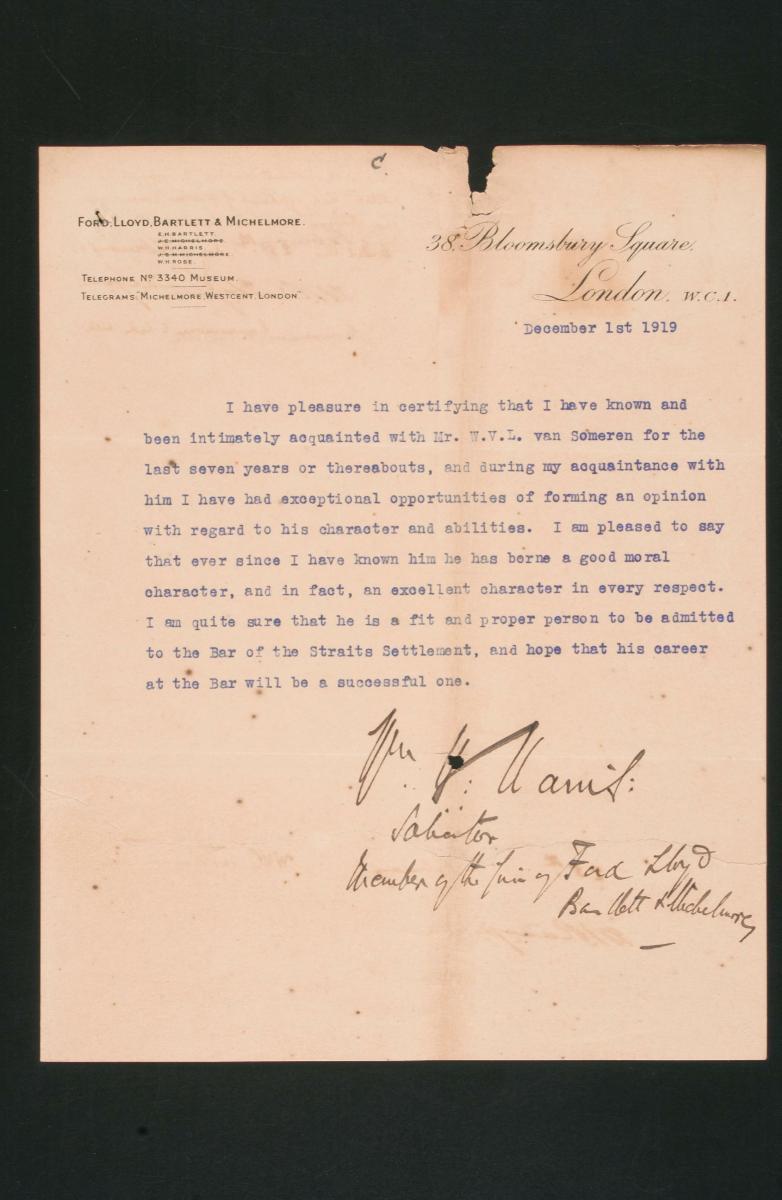 C.
FORD, LLOYD, BARTLETT & MICHELMORE.
E.H. BARTLETT.
J.E. MICHELMORE.
W.H. HARRIS.
J.S.H. MICHELMORE.
W.H. ROSE.
TELEPHONE Nº 3340 MUSEUM.
TELEGRAMS, "MICHELMORE, WESTCENT, LONDON"
38, Bloomsbury Square,
London, W.C.1.
December 1st 1919
I have pleasure in certifying that I have known and
been intimately acquainted with Mr. W.V.L. van Someren for the
last seven years or thereabouts, and during my acquaintance with
him I have had exceptional opportunities of forming an opinion
with regard to his character and abilities. I am pleased to say
that ever since I have known him he has borne a good moral
character, and in fact, an excellent character in every respect.
I am quite sure that he is a fit and proper person to be admitted
to the Bar of the Straits Settlement, and hope that his career
at the Bar will be a successful one.
Wm. H. Harris:
Solicitor
Member of the firm of Ford Lloyd
Bartlett & Michelmore